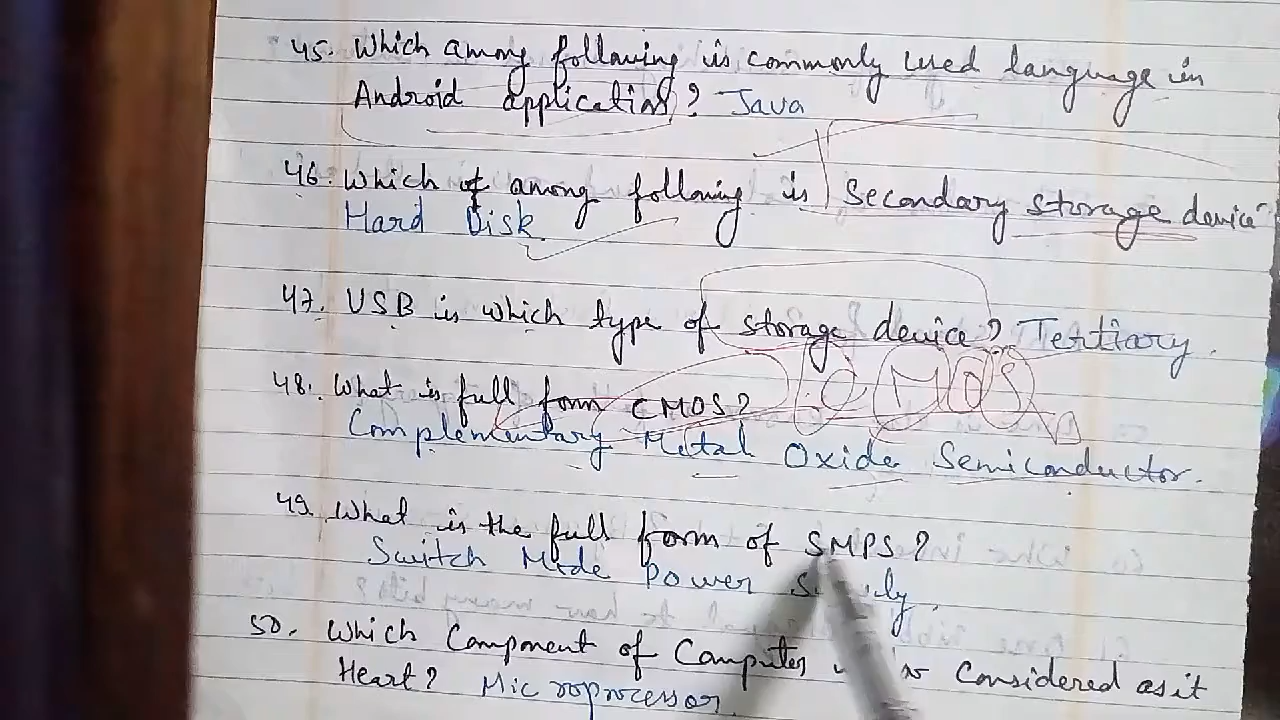 45. Which among following is commonly used language in
Android applications? Java
46. Which of among following is Secondary storage device
Hard Disk
47. USB is which type of storage device? Tertiary.
CMOS
48. What is full form CMOS?
Complementary Metal Oxide Semiconductor.
49. What is the full form of SMPS?
Switch Mode Power
50. Which Component of Computer considered as it
Heart? Microprocessor.